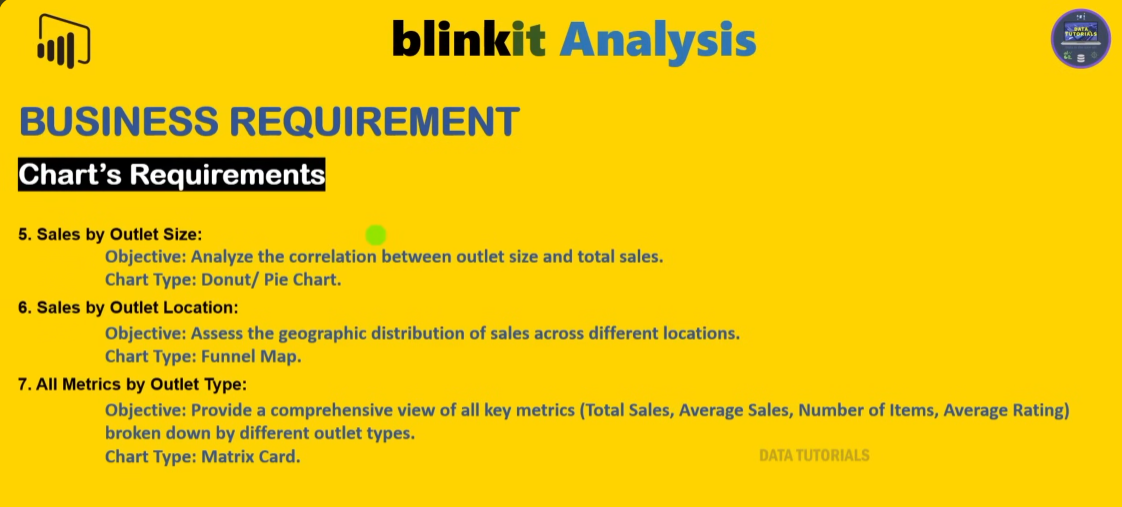 blinkit Analysis
DATA
TUTORIALS
BUSINESS REQUIREMENT
Chart’s Requirements
5. Sales by Outlet Size:
Objective: Analyze the correlation between outlet size and total sales.
Chart Type: Donut/ Pie Chart.
6. Sales by Outlet Location:
Objective: Assess the geographic distribution of sales across different locations.
Chart Type: Funnel Map.
7. All Metrics by Outlet Type:
Objective: Provide a comprehensive view of all key metrics (Total Sales, Average Sales, Number of Items, Average Rating)
broken down by different outlet types.
Chart Type: Matrix Card.
DATA TUTORIALS